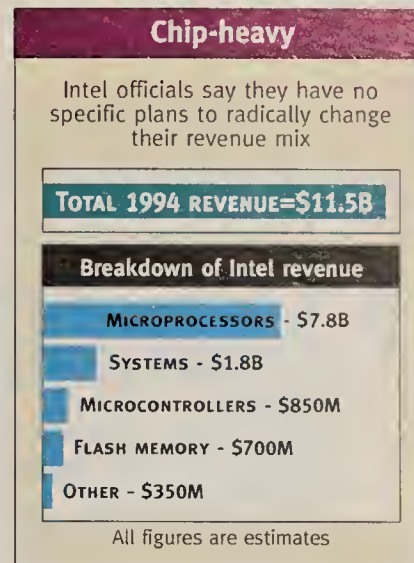 Chip-heavy
Intel officials say they have no
specific plans to radically change
their revenue mix
TOTAL 1994 REVENUE=$11.5B
Breakdown of Intel revenue
MICROPROCESSORS - $7.8B
SYSTEMS - $1.8B
MICROCONTROLLERS - $850M
FLASH MEMORY - $700M
OTHER - $350M
All figures are estimates